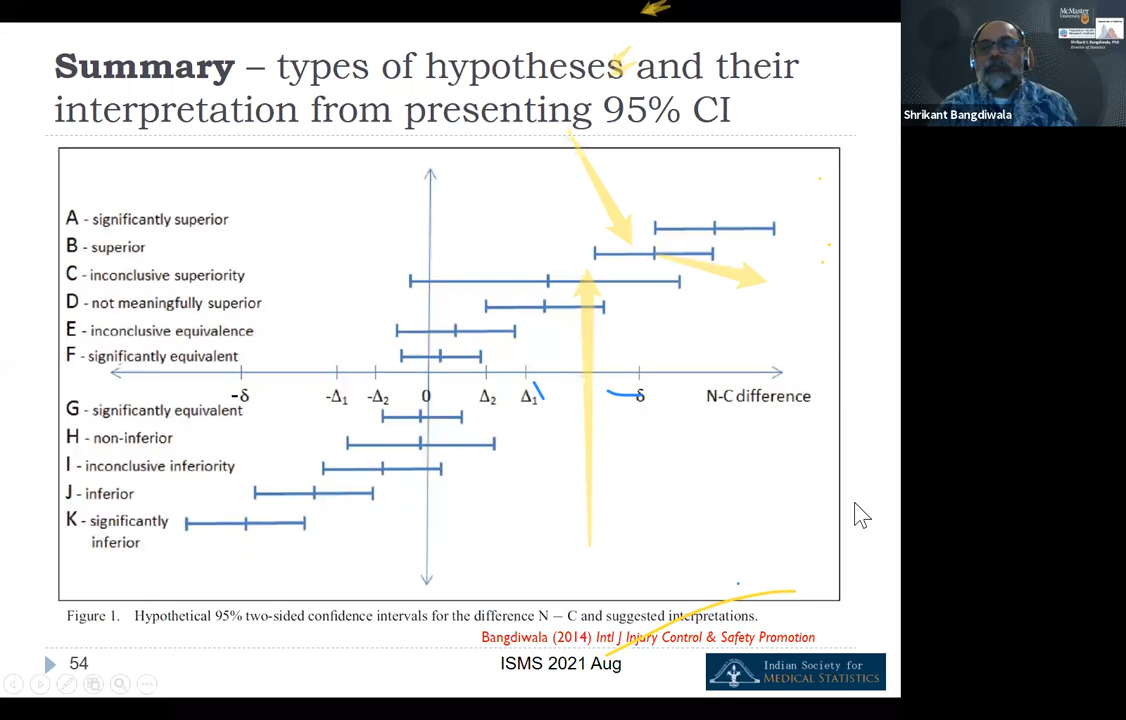 Summary – types of hypotheses and their
interpretation from presenting 95% CI
A - significantly superior
B - superior
C - inconclusive superiority
D - not meaningfully superior
E - inconclusive equivalence
F - significantly equivalent
-δ -Δ1 -Δ2 0 Δ2 Δ1 δ N-C difference
G - significantly equivalent
H - non-inferior
I - inconclusive inferiority
J - inferior
K - significantly
inferior
Figure 1. Hypothetical 95% two-sided confidence intervals for the difference N – C and suggested interpretations.
Bangdiwala (2014) Intl J Injury Control & Safety Promotion
54
ISMS 2021 Aug
Indian Society for
MEDICAL STATISTICS
McMaster
University
Shrikant Bangdiwala